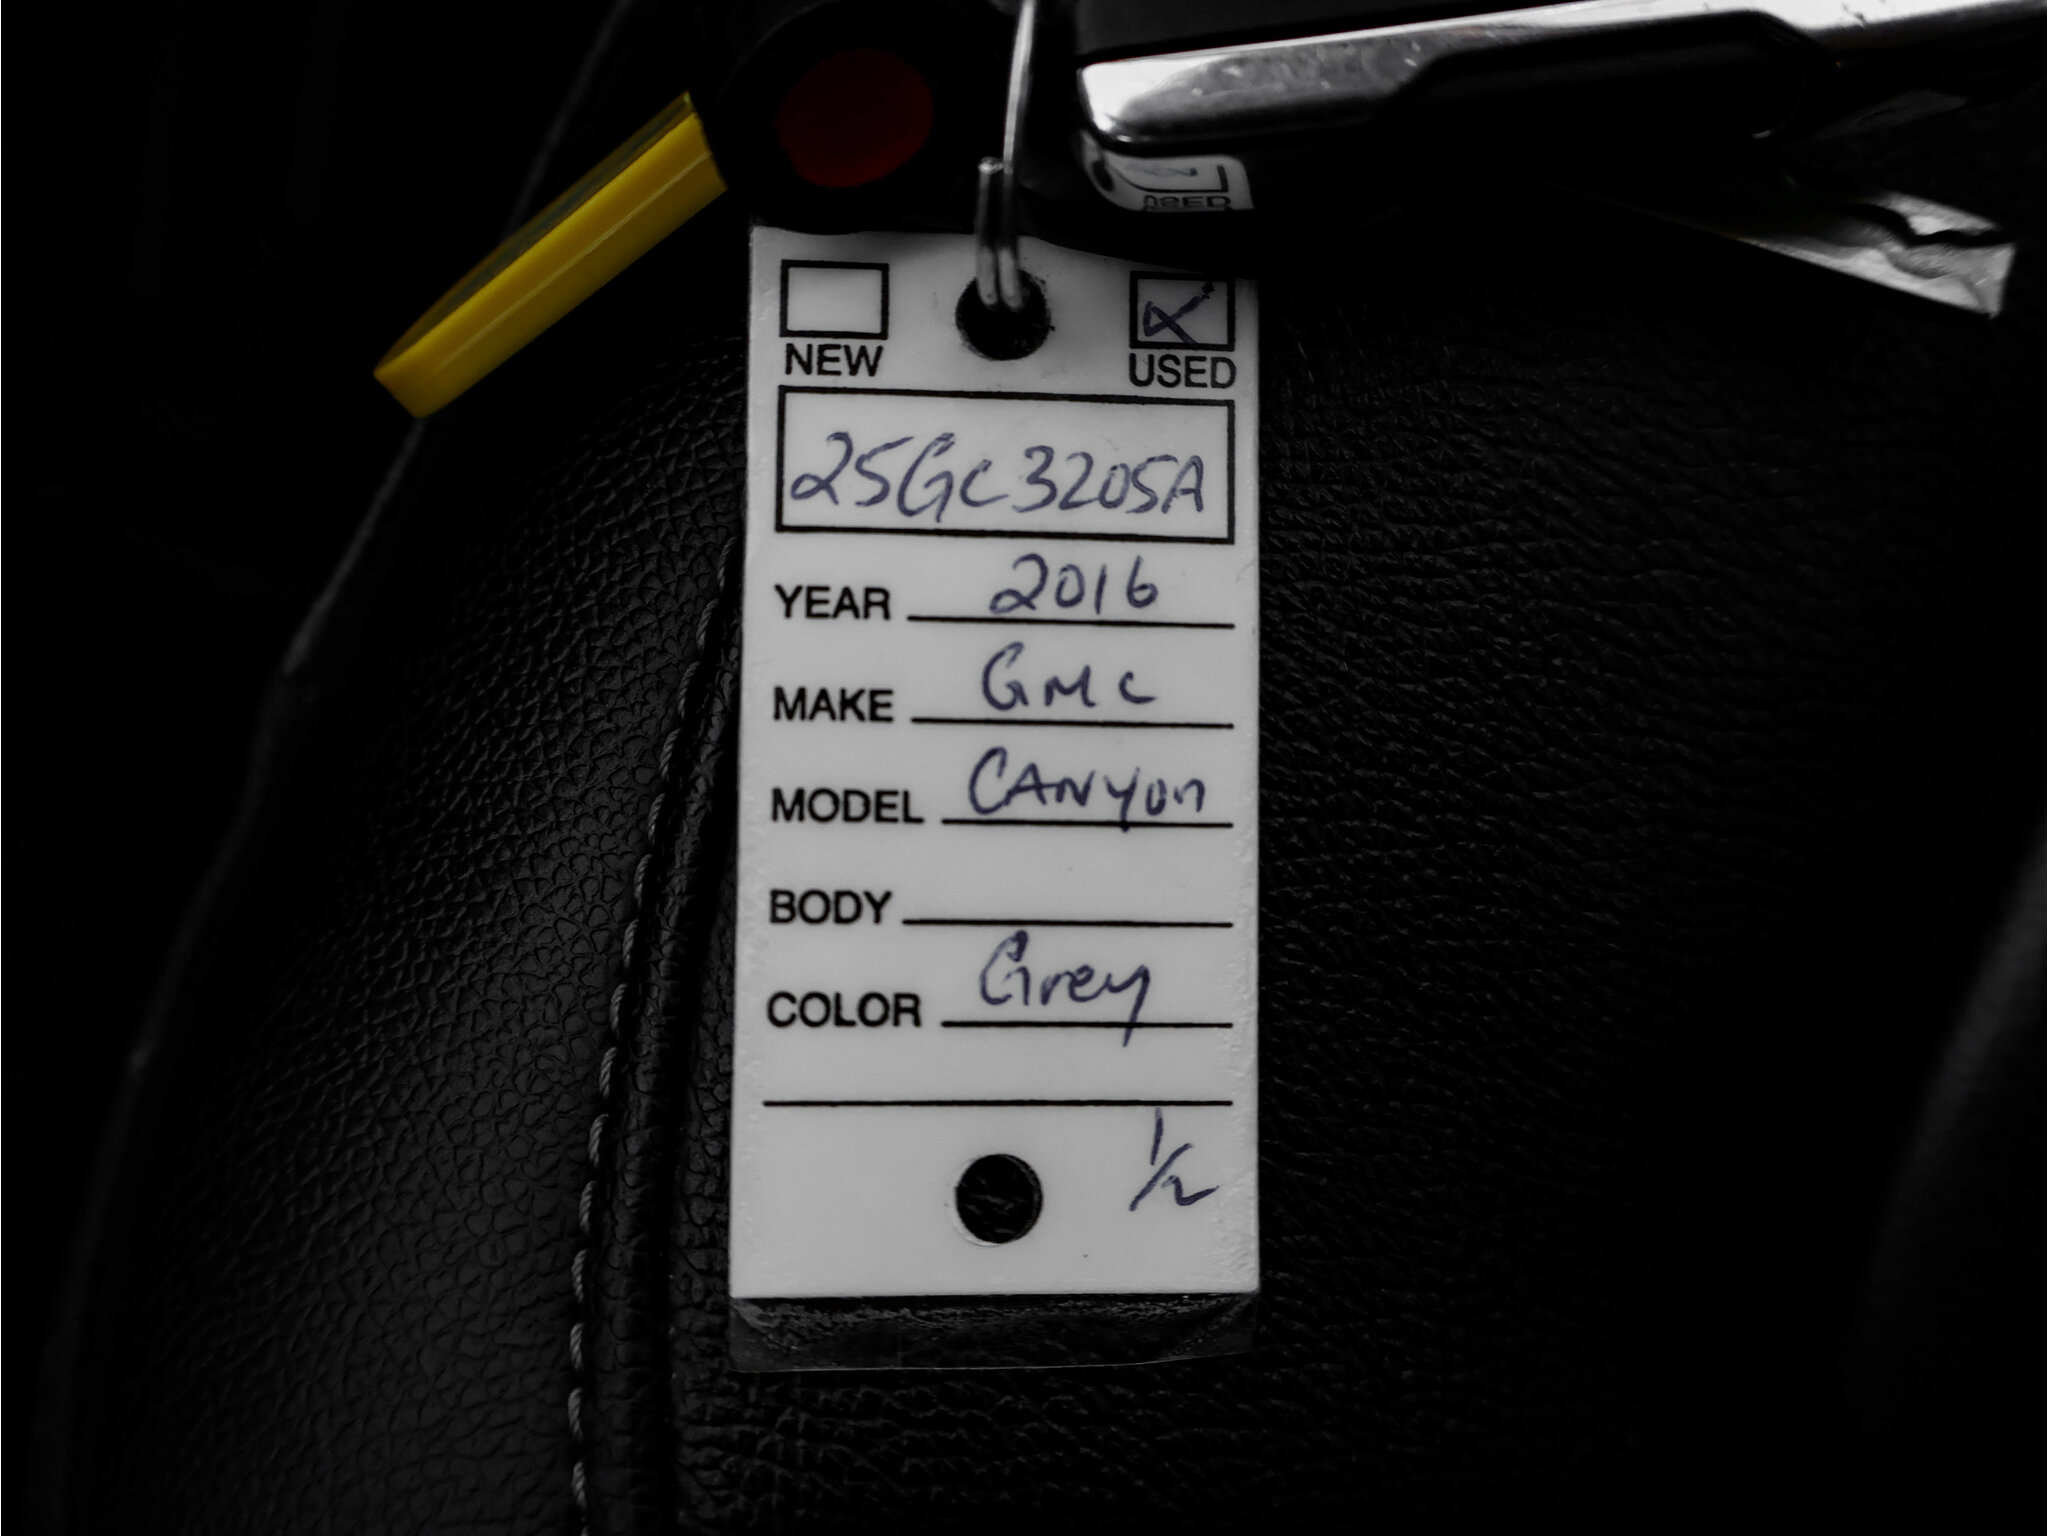 NEW USED
25GC3205A
YEAR 2016
MAKE GMC
MODEL CANYon
BODY
COLOR Grey
1/2